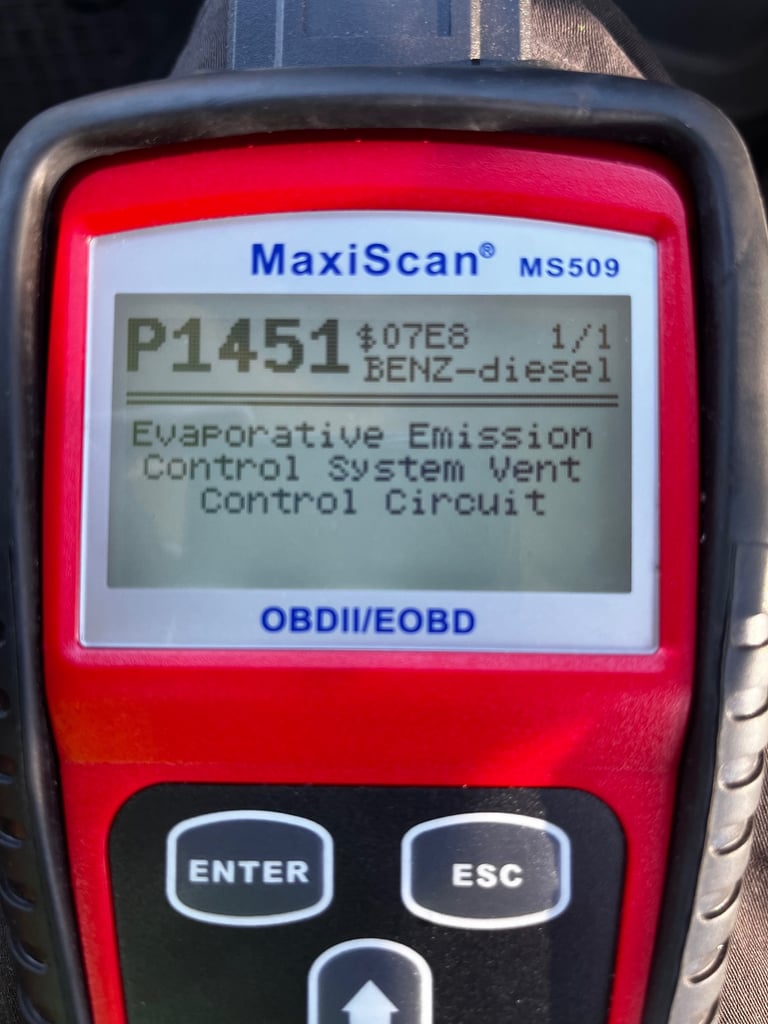 MaxiScan® MS509
P1451 $07E8 1/1
BENZ-diesel
Evaporative Emission
Control System Vent
Control Circuit
OBDII/EOBD
ENTER ESC